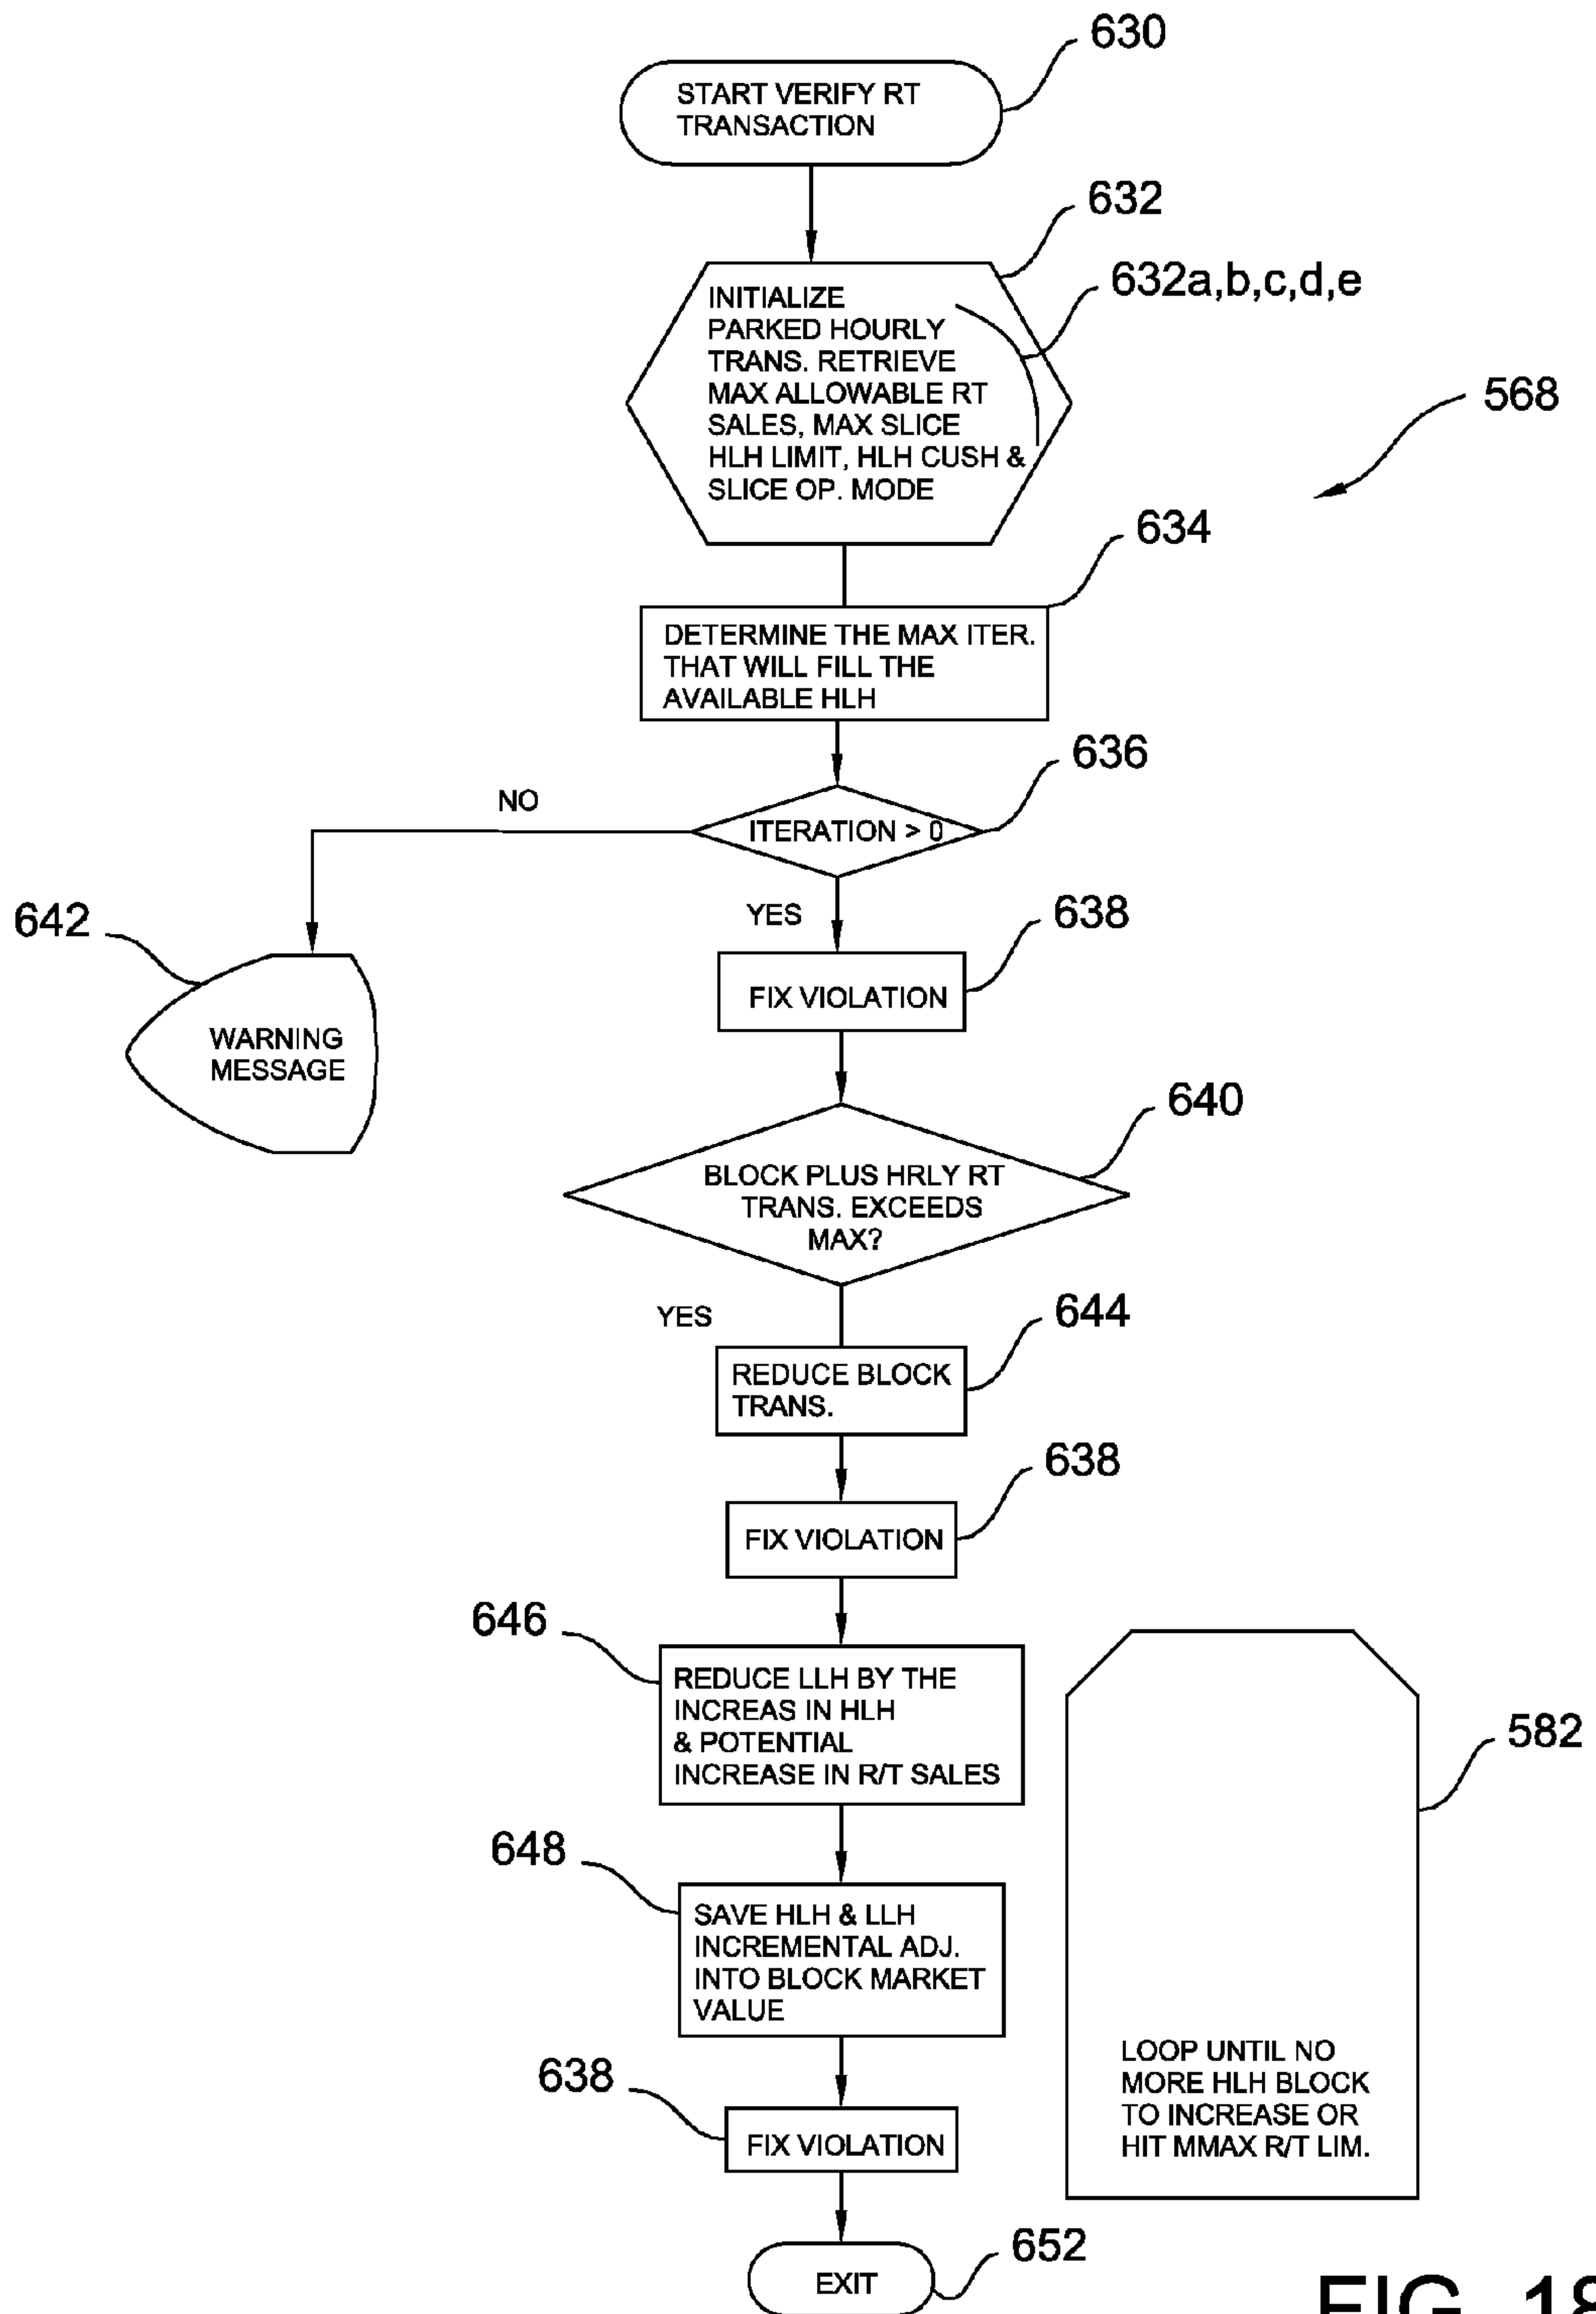 630
START VERIFY RT
TRANSACTION
632
632a,b,c,d,e
INITIALIZE
PARKED HOURLY
TRANS. RETRIEVE
MAX ALLOWABLE RT
SALES, MAX SLICE
HLH LIMIT, HLH CUSH &
SLICE OP. MODE
568
634
DETERMINE THE MAX ITER.
THAT WILL FILL THE
AVAILABLE HLH
636
NO
ITERATION > 0
642
YES
638
WARNING
MESSAGE
FIX VIOLATION
640
BLOCK PLUS HRLY RT
TRANS. EXCEEDS
MAX?
YES
644
REDUCE BLOCK
TRANS.
638
FIX VIOLATION
646
REDUCE LLH BY THE
INCREAS IN HLH
& POTENTIAL
INCREASE IN R/T SALES
582
648
SAVE HLH & LLH
INCREMENTAL ADJ.
INTO BLOCK MARKET
VALUE
LOOP UNTIL NO
MORE HLH BLOCK
TO INCREASE OR
HIT MMAX R/T LIM.
638
FIX VIOLATION
652
EXIT
FIG. 18